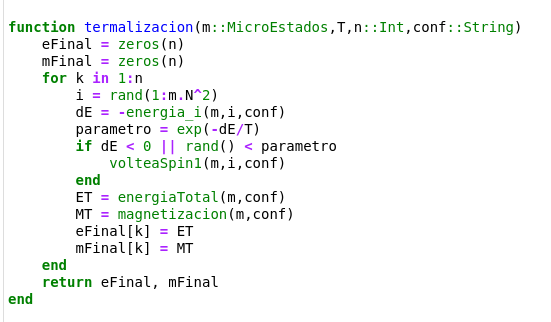 function termalizacion(m::MicroEstados,T,n::Int,conf::String)
    eFinal = zeros(n)
    mFinal = zeros(n)
    for k in 1:n
        i = rand(1:m.N^2)
        dE = -energia_i(m,i,conf)
        parametro = exp(-dE/T)
        if dE < 0 || rand() < parametro
            volteaSpin1(m,i,conf)
        end
        ET = energiaTotal(m,conf)
        MT = magnetizacion(m,conf)
        eFinal[k] = ET
        mFinal[k] = MT
    end
    return eFinal, mFinal
end